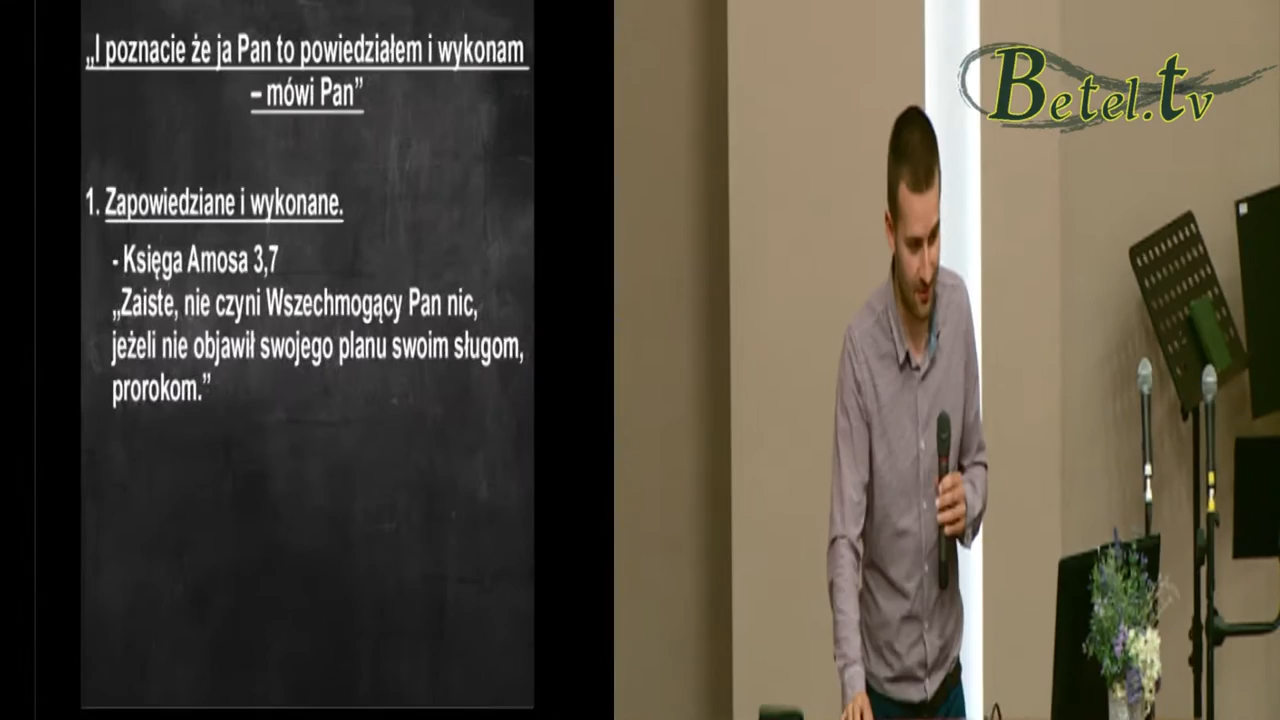 „I poznacie że ja Pan to powiedziałem i wykonam
– mówi Pan”
1. Zapowiedziane i wykonane.
- Księga Amosa 3,7
„Zaiste, nie czyni Wszechmogący Pan nic,
jeżeli nie objawił swojego planu swoim sługom,
prorokom.”
Betel.tv